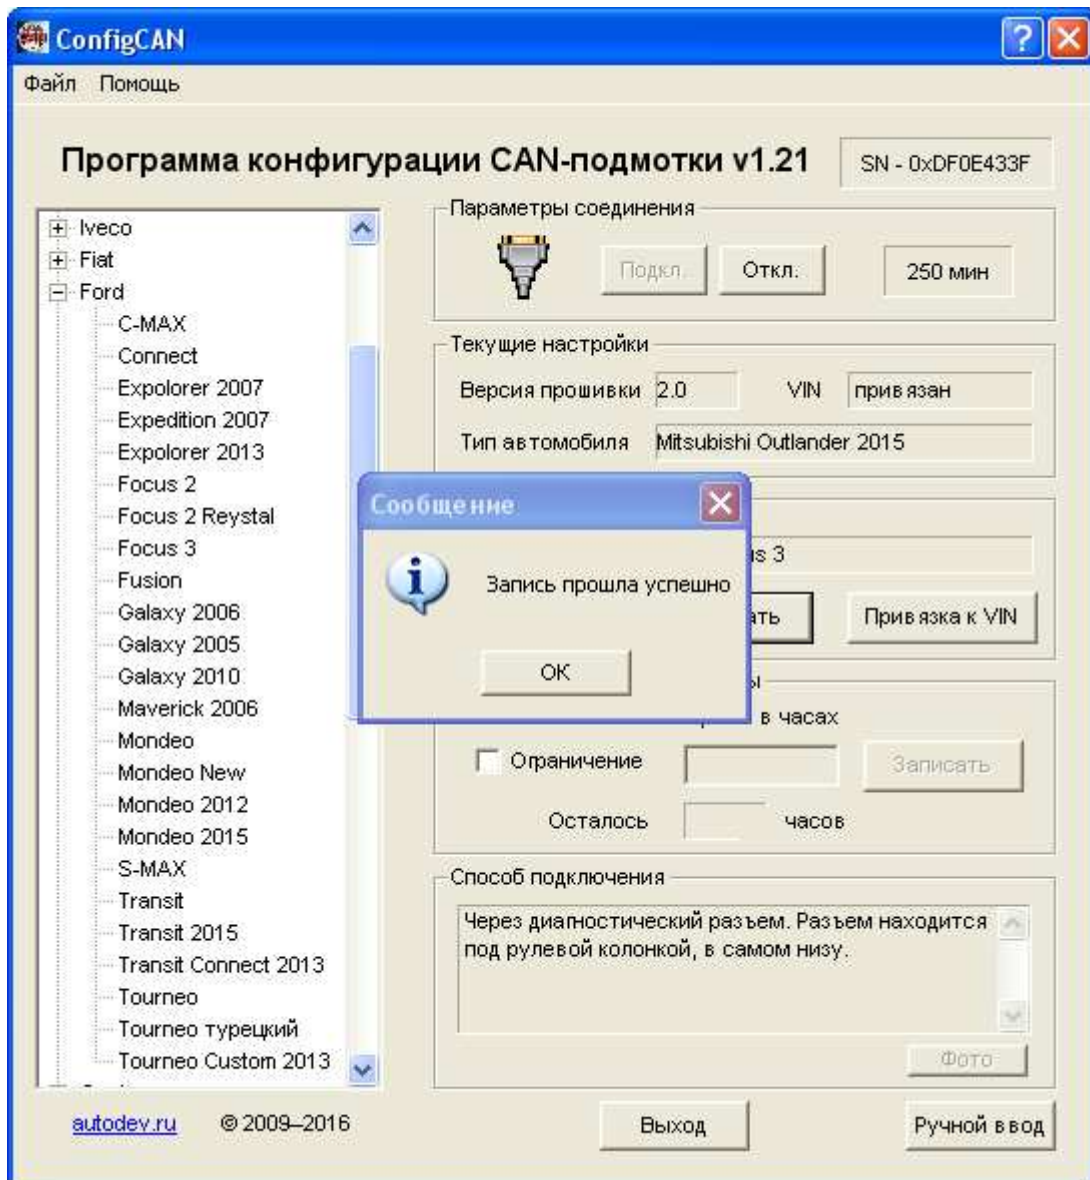 ConfigCAN
Файл Помощь
Программа конфигурации CAN-подмотки v1.21
SN - 0xDF0E433F
Iveco
Fiat
Ford
C-MAX
Connect
Expolorer 2007
Expedition 2007
Expolorer 2013
Focus 2
Focus 2 Reystal
Focus 3
Fusion
Galaxy 2006
Galaxy 2005
Galaxy 2010
Maverick 2006
Mondeo
Mondeo New
Mondeo 2012
Mondeo 2015
S-MAX
Transit
Transit 2015
Transit Connect 2013
Tourneo
Tourneo турецкий
Tourneo Custom 2013
Параметры соединения
Подкл. Откл. 250 мин
Текущие настройки
Версия прошивки 2.0 VIN привязан
Тип автомобиля Mitsubishi Outlander 2015
Сообщение
Запись прошла успешно
OK
3
Привязка к VIN
в часах
Ограничение Записать
Осталось часов
Способ подключения
Через диагностический разъем. Разъем находится
под рулевой колонкой, в самом низу.
Фото
autodev.ru © 2009–2016
Выход
Ручной ввод